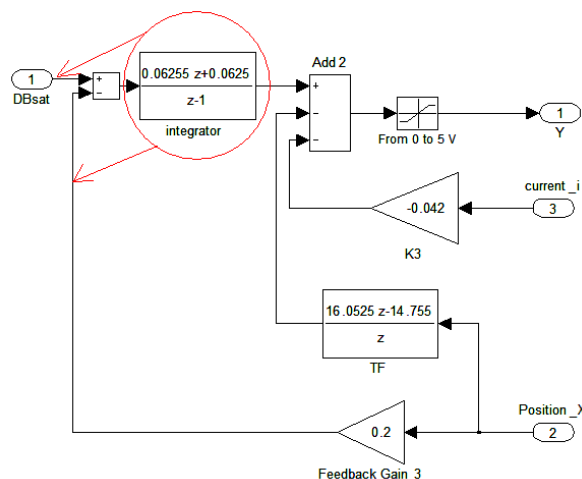 1
DBsat
+
−
0.06255 z+0.0625
z-1
integrator
Add 2
+
−
−
From 0 to 5 V
1
Y
-0.042
K3
current _i
3
16 .0525 z-14 .755
z
TF
0.2
Feedback Gain 3
Position _X
2